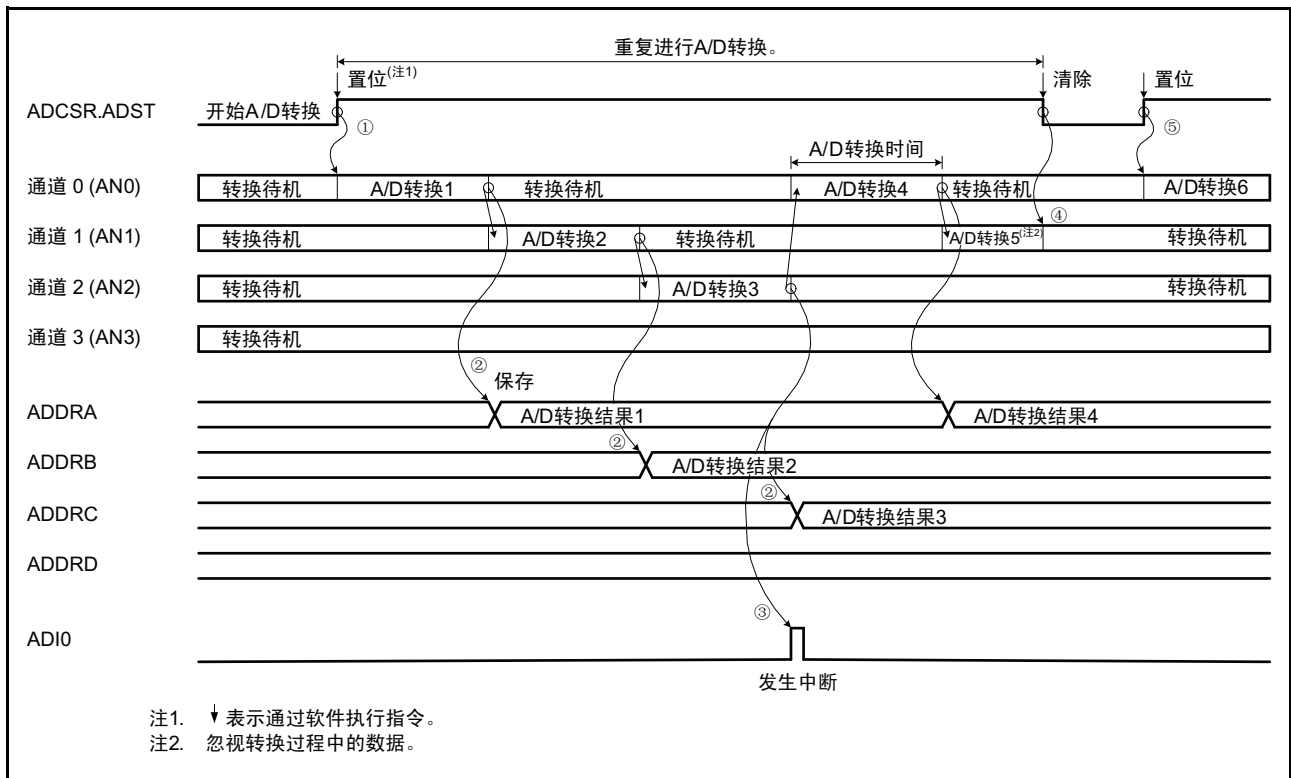 重复进行A/D转换。
置位(注1)
清除
置位
ADCSR.ADST
开始A/D转换
①
⑤
A/D转换时间
通道 0 (AN0)
转换待机
A/D转换1
转换待机
A/D转换4
转换待机
A/D转换6
④
通道 1 (AN1)
转换待机
A/D转换2
转换待机
A/D转换5(注2)
转换待机
通道 2 (AN2)
转换待机
A/D转换3
转换待机
通道 3 (AN3)
转换待机
②
保存
ADDRA
A/D转换结果1
A/D转换结果4
②
ADDRB
A/D转换结果2
②
ADDRC
A/D转换结果3
ADDRD
③
ADI0
发生中断
注1. 表示通过软件执行指令。
注2. 忽视转换过程中的数据。